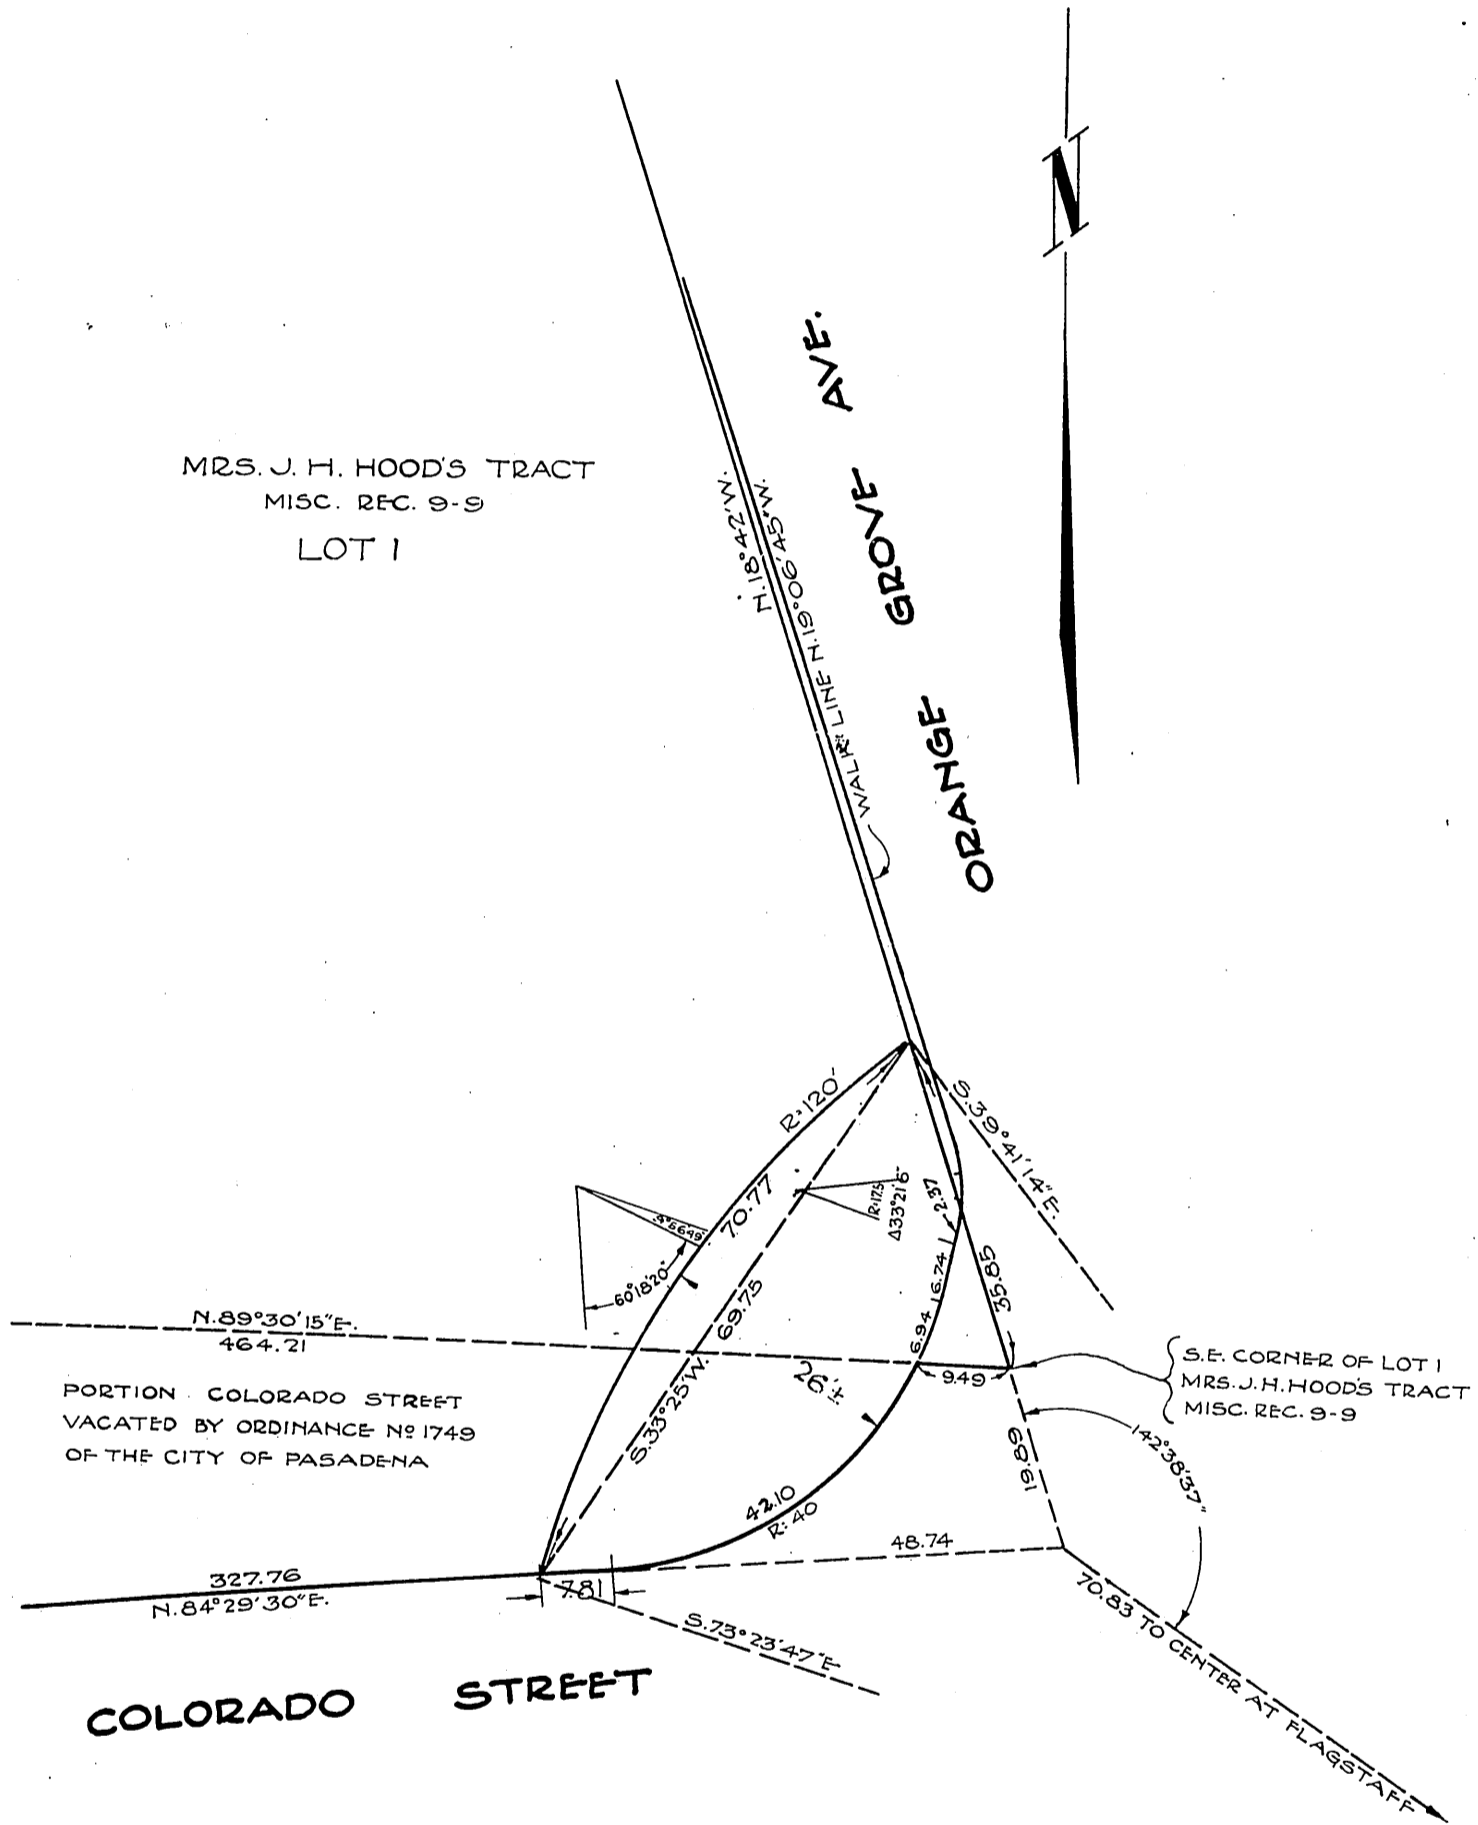 N
MRS. J. H. HOOD'S TRACT
MISC. REC. 9-9
LOT 1
ORANGE GROVE AVE.
N.18°42'W.
LINE N.19°06'45"W.
S.39°41'14"E.
R=120'
70.77
R=17.5
Δ33°21'6"
2.37
60°18'20"
69.75
S.33°25'W.
6.94
6.74
35.85
N.89°30'15"E.
464.21
26'±
9.49
S.E. CORNER OF LOT 1
MRS. J.H. HOOD'S TRACT
MISC. REC. 9-9
PORTION COLORADO STREET
VACATED BY ORDINANCE Nº 1749
OF THE CITY OF PASADENA
19.89
142°38'37"
42.10
R=40
48.74
327.76
N.84°29'30"E.
7.81
S.73°23'47"E
70.83 TO CENTER AT FLAGSTAFF
COLORADO STREET